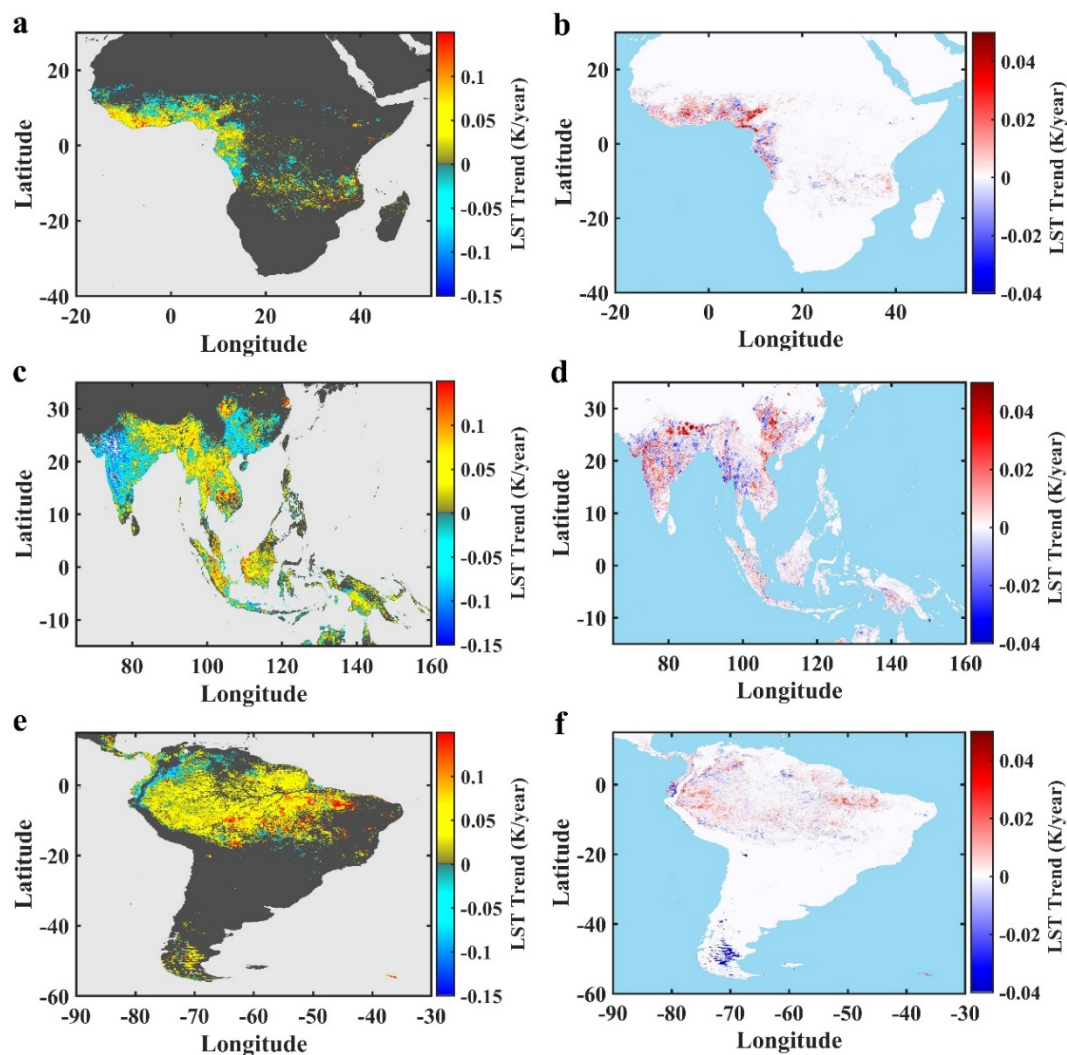 a
20
0
-20
-40
Latitude
-20 0 20 40
Longitude
0.1
0.05
0
-0.05
-0.1
-0.15
LST Trend (K/year)
b
20
0
-20
-40
Latitude
-20 0 20 40
Longitude
0.04
0.02
0
-0.02
-0.04
LST Trend (K/year)
c
30
20
10
0
-10
Latitude
80 100 120 140 160
Longitude
0.1
0.05
0
-0.05
-0.1
-0.15
LST Trend (K/year)
d
30
20
10
0
-10
Latitude
80 100 120 140 160
Longitude
0.04
0.02
0
-0.02
-0.04
LST Trend (K/year)
e
0
-20
-40
-60
Latitude
-90 -80 -70 -60 -50 -40 -30
Longitude
0.1
0.05
0
-0.05
-0.1
-0.15
LST Trend (K/year)
f
0
-20
-40
-60
Latitude
-90 -80 -70 -60 -50 -40 -30
Longitude
0.04
0.02
0
-0.02
-0.04
LST Trend (K/year)